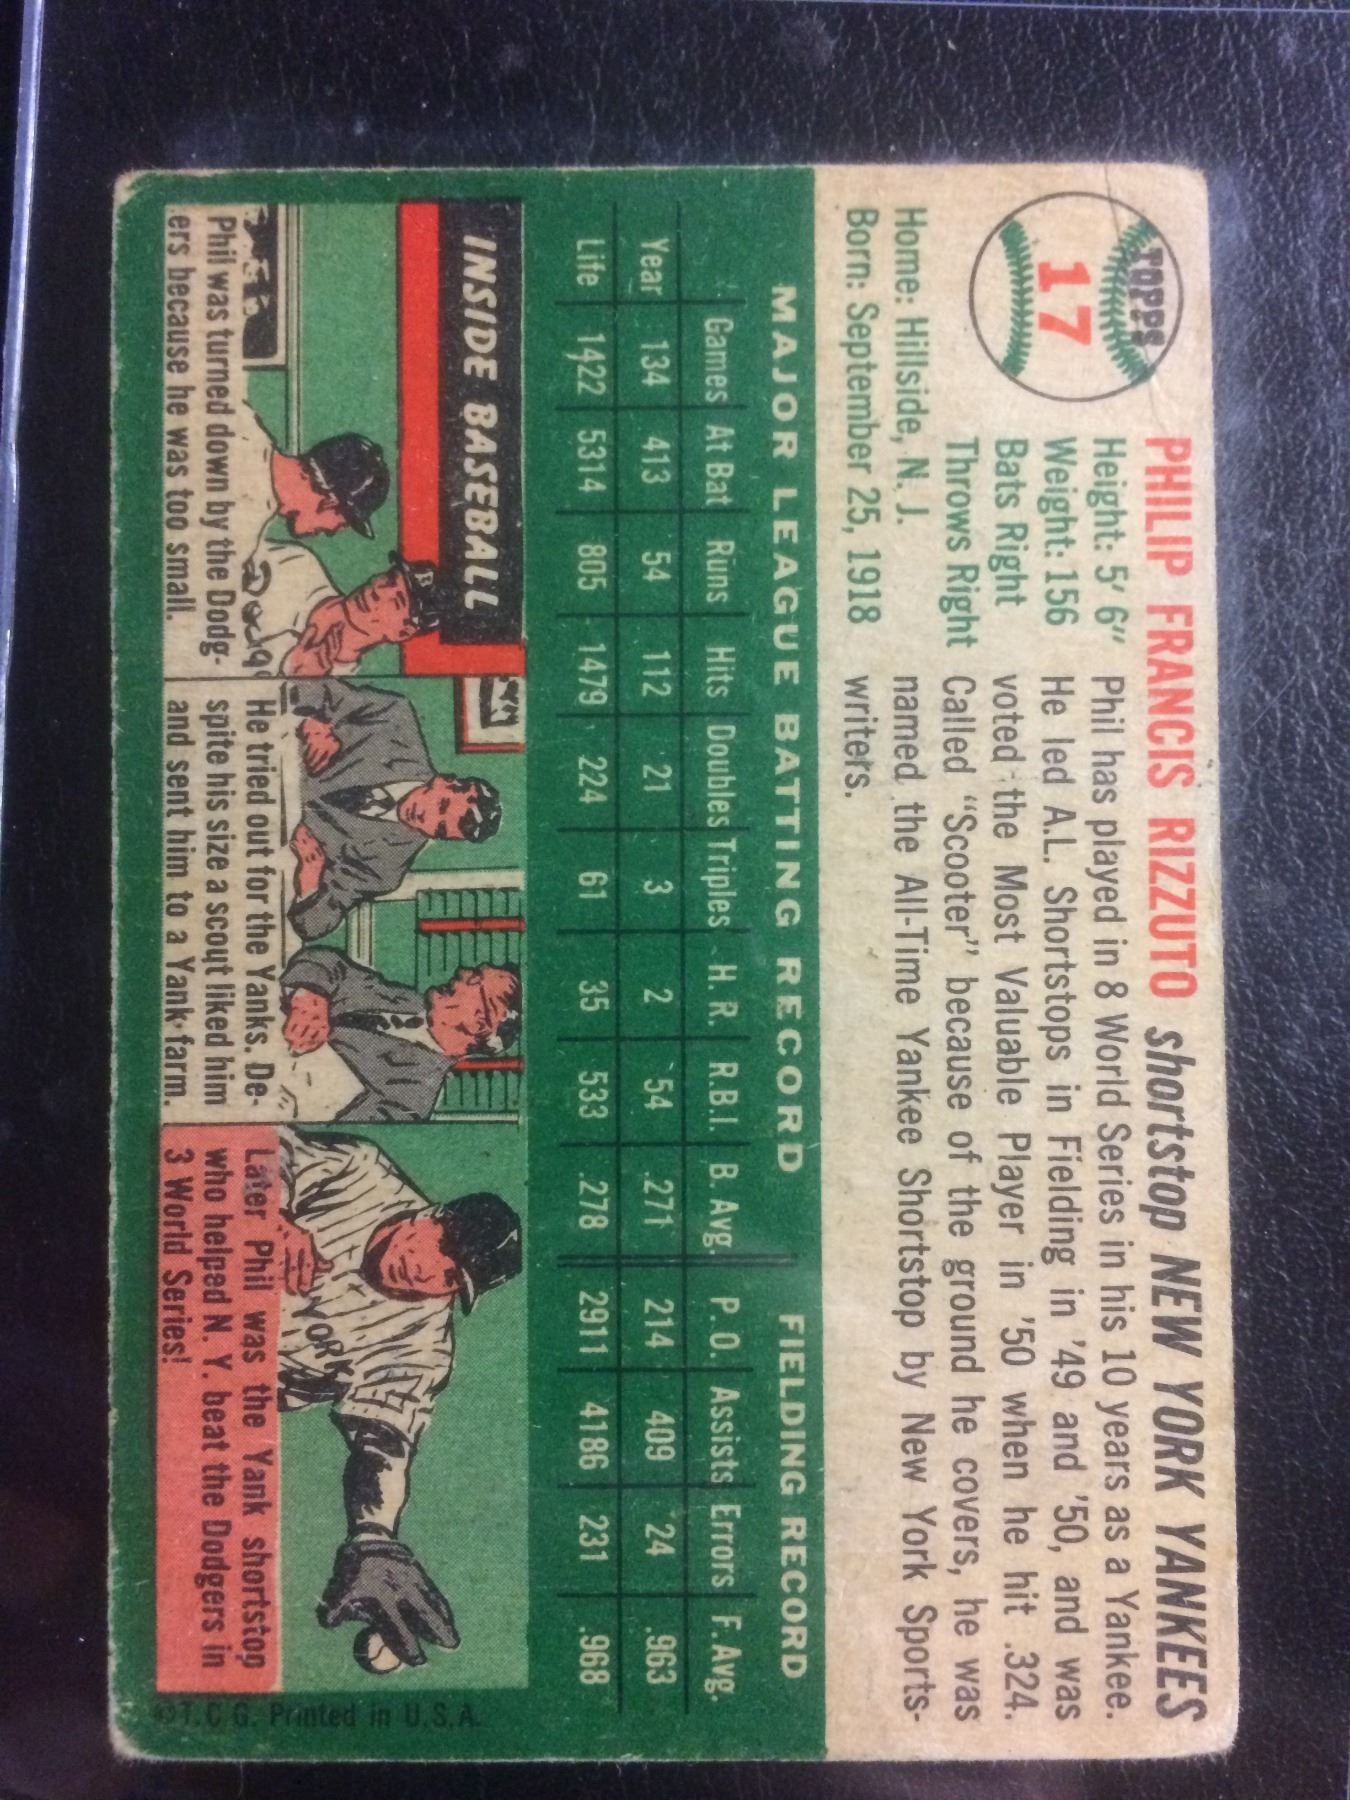 TOPPS
17
PHILIP FRANCIS RIZZUTO shortstop NEW YORK YANKEES
Height: 5' 6"
Weight: 156
Bats Right
Throws Right
Home: Hillside, N. J.
Born: September 25, 1918
Phil has played in 8 World Series in his 10 years as a Yankee.
He led A.L. Shortstops in Fielding in '49 and '50, and was
voted the Most Valuable Player in '50 when he hit .324.
Called "Scooter" because of the ground he covers, he was
named the All-Time Yankee Shortstop by New York Sports-
writers.
MAJOR LEAGUE BATTING RECORD FIELDING RECORD
Games At Bat Runs Hits Doubles Triples H. R. R.B.I. B. Avg. P. O. Assists Errors F. Avg.
Year 134 413 54 112 21 3 2 54 .271 214 409 24 .963
Life 1422 5314 805 1479 224 61 35 533 .278 2911 4186 231 .968
INSIDE BASEBALL
B
Phil was turned down by the Dodg-
ers because he was too small.
He tried out for the Yanks. De-
spite his size a scout liked him
and sent him to a Yank farm.
YORK
Later Phil was the Yank shortstop
who helped N. Y. beat the Dodgers in
3 World Series!
©T.C.G. Printed in U.S.A.